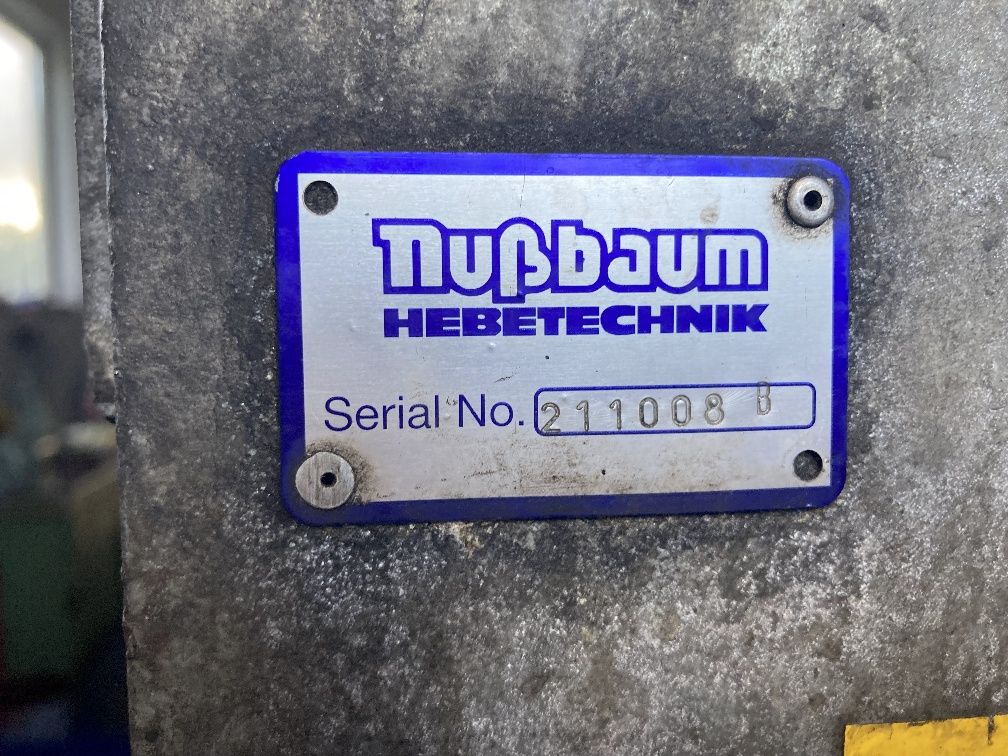 Nußbaum
HEBETECHNIK
Serial No. 211008 B